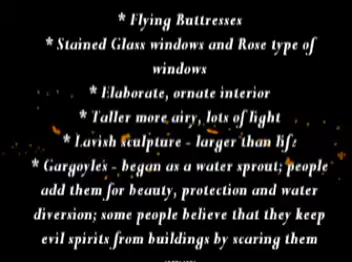 * Flying Buttresses
* Stained Glass windows and Rose type of
windows
* Elaborate, ornate interior
* Taller more airy, lots of light
* Lavish sculpture - larger than life
* Gargoyles - began as a water sprout; people
add them for beauty, protection and water
diversion; some people believe that they keep
evil spirits from buildings by scaring them